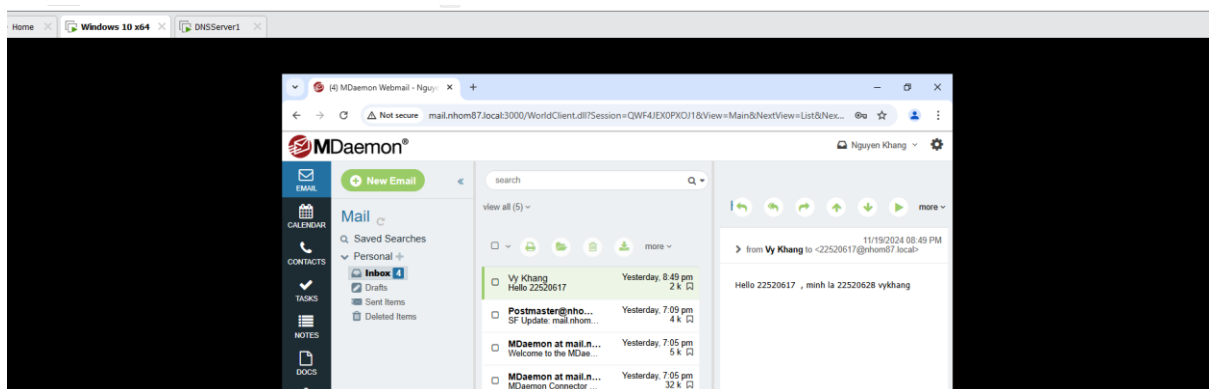 Home
Windows 10 x64
DNSServer1
(4) MDaemon Webmail - Nguy
Not secure mail.nhom87.local:3000/WorldClient.dll?Session=QWF4JEX0PXOJ1&View=Main&NextView=List&Nex...
MDaemon®
Nguyen Khang
EMAIL
New Email
search
CALENDAR
Mail
view all (5)
more
Saved Searches
more
11/19/2024 08:49 PM
CONTACTS
Personal
from Vy Khang to <22520617@nhom87.local>
Inbox 4
Vy Khang Yesterday, 8:49 pm
Hello 22520617 2 k
Hello 22520617 , minh la 22520628 vykhang
TASKS
Drafts
Sent Items
Postmaster@nho... Yesterday, 7:09 pm
SF Update: mail.nhom... 4 k
Deleted Items
NOTES
MDaemon at mail.n... Yesterday, 7:05 pm
Welcome to the MDae... 5 k
DOCS
MDaemon at mail.n... Yesterday, 7:05 pm
MDaemon Connector ... 32 k